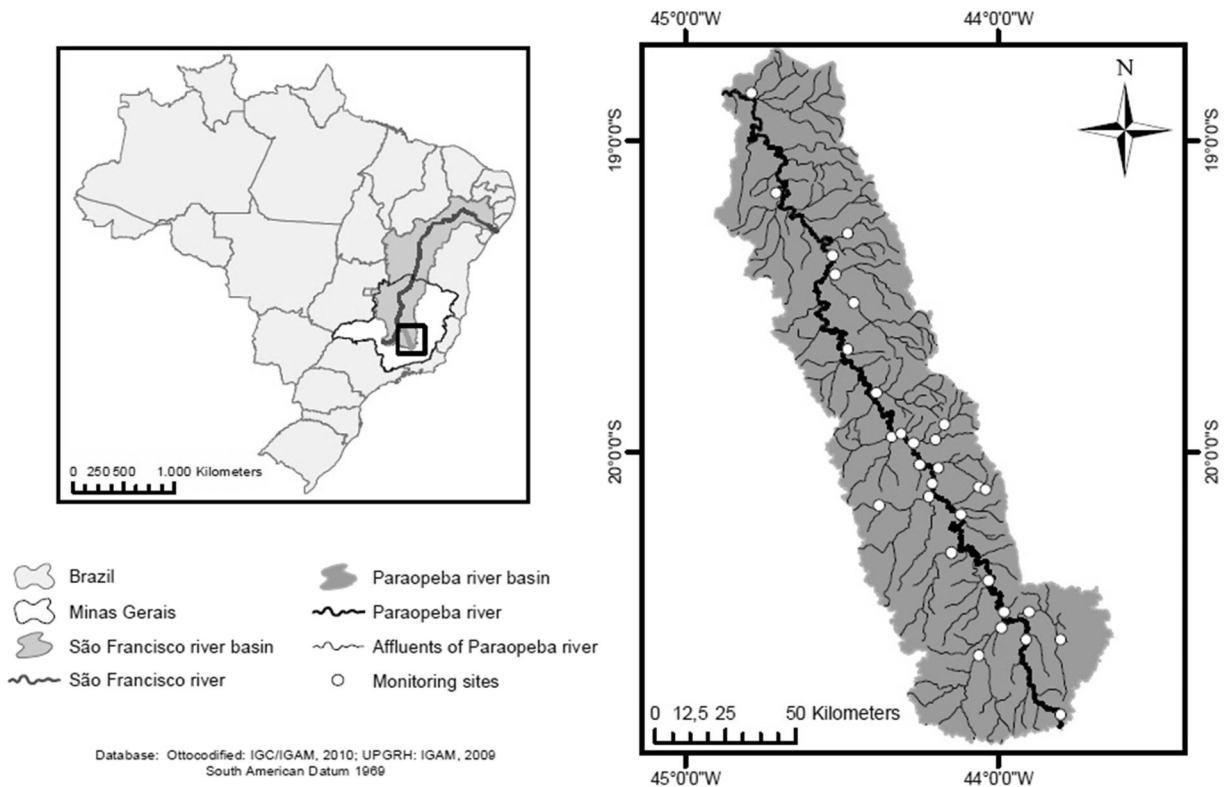 0 250 500 1.000 Kilometers
Brazil
Minas Gerais
São Francisco river basin
São Francisco river
Paraopeba river basin
Paraopeba river
Affluents of Paraopeba river
Monitoring sites
Database: Ottocodified: IGC/IGAM, 2010; UPGRH: IGAM, 2009
South American Datum 1969
45°0'0"W 44°0'0"W
N
19°0'0"S 19°0'0"S
20°0'0"S 20°0'0"S
0 12,5 25 50 Kilometers
45°0'0"W 44°0'0"W